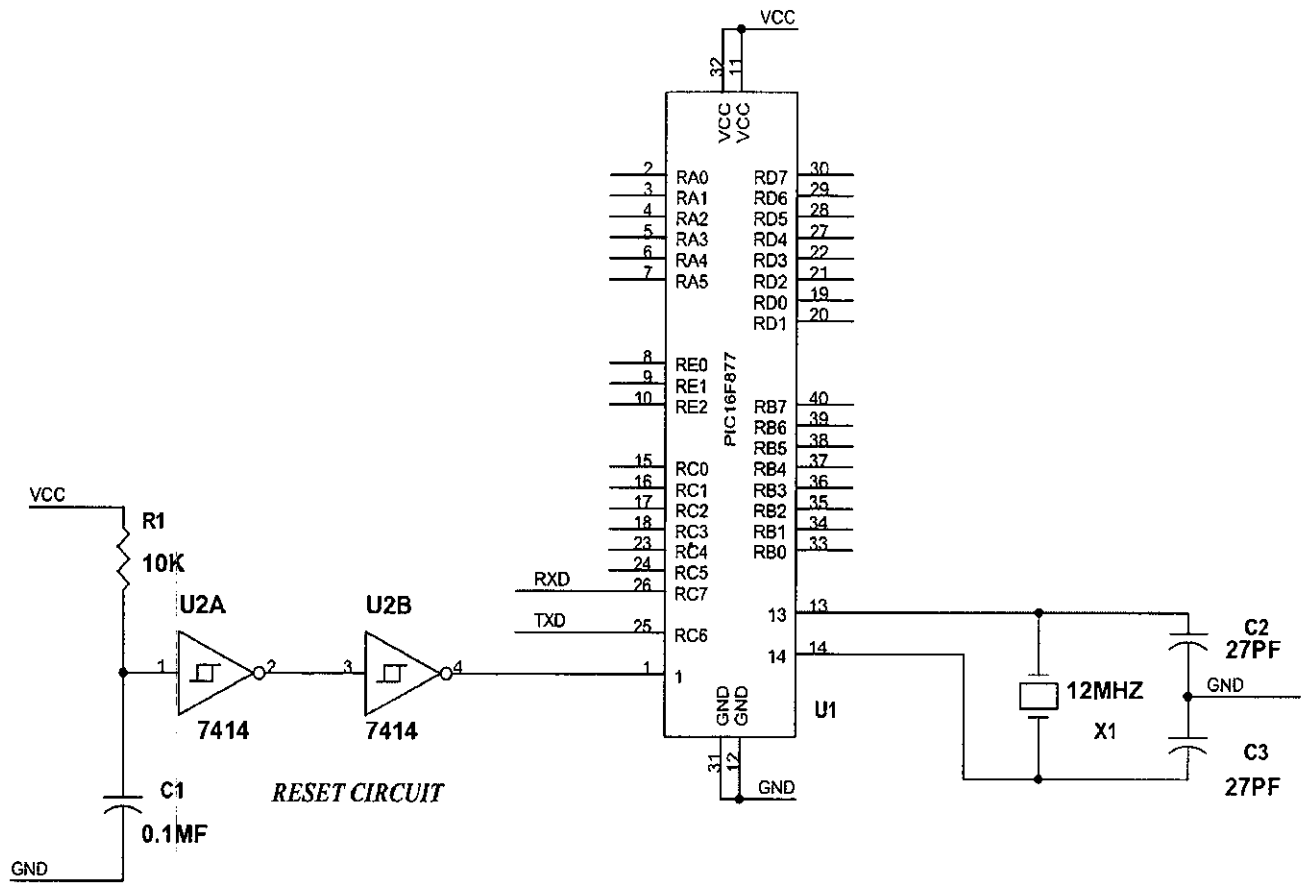 VCC
32
11
VCC
VCC
2 RA0 RD7 30
3 RA1 RD6 29
4 RA2 RD5 28
5 RA3 RD4 27
6 RA4 RD3 22
7 RA5 RD2 21
RD0 19
RD1 20
PIC16F877
8 RE0
9 RE1
10 RE2
RB7 40
RB6 39
RB5 38
15 RC0 RB4 37
16 RC1 RB3 36
17 RC2 RB2 35
18 RC3 RB1 34
23 RC4 RB0 33
24 RC5
RXD 26 RC7
TXD 25 RC6
1 1
13 13
14 14
GND
GND
31
12
GND
U1
VCC
R1
10K
U2A
1 2
7414
U2B
3 4
7414
RESET CIRCUIT
C1
0.1MF
GND
12MHZ
X1
C2
27PF
GND
C3
27PF